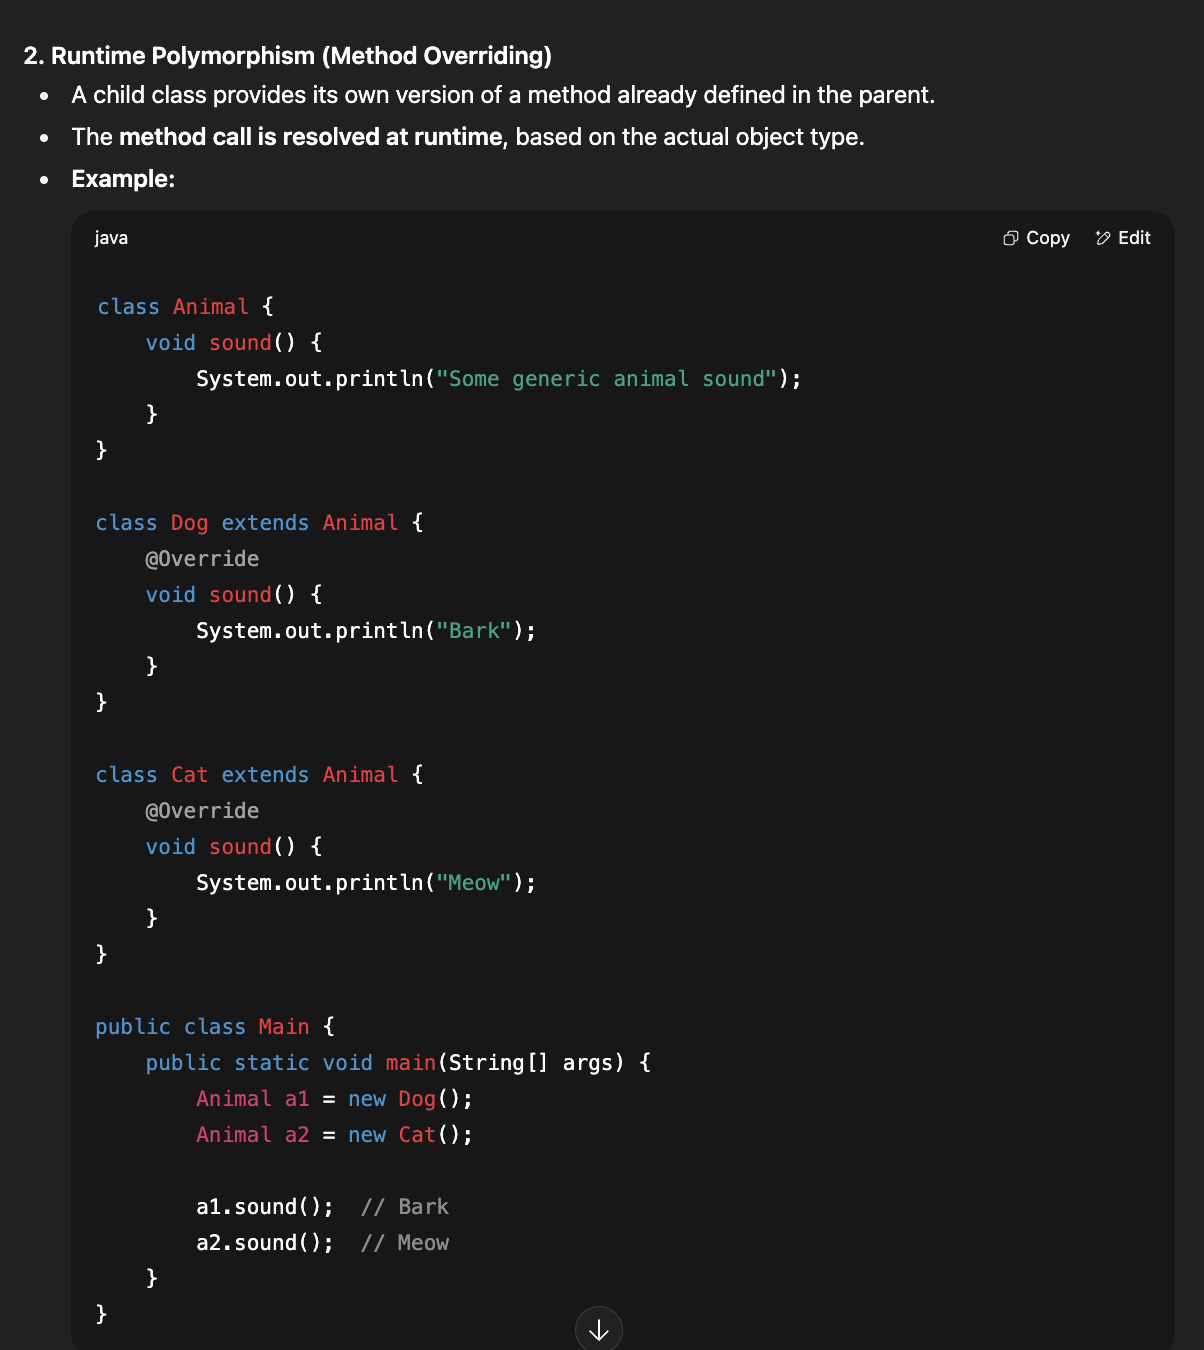 2. Runtime Polymorphism (Method Overriding)
• A child class provides its own version of a method already defined in the parent.
• The method call is resolved at runtime, based on the actual object type.
• Example:
java Copy Edit
class Animal {
    void sound() {
        System.out.println("Some generic animal sound");
    }
}

class Dog extends Animal {
    @Override
    void sound() {
        System.out.println("Bark");
    }
}

class Cat extends Animal {
    @Override
    void sound() {
        System.out.println("Meow");
    }
}

public class Main {
    public static void main(String[] args) {
        Animal a1 = new Dog();
        Animal a2 = new Cat();

        a1.sound();  // Bark
        a2.sound();  // Meow
    }
}